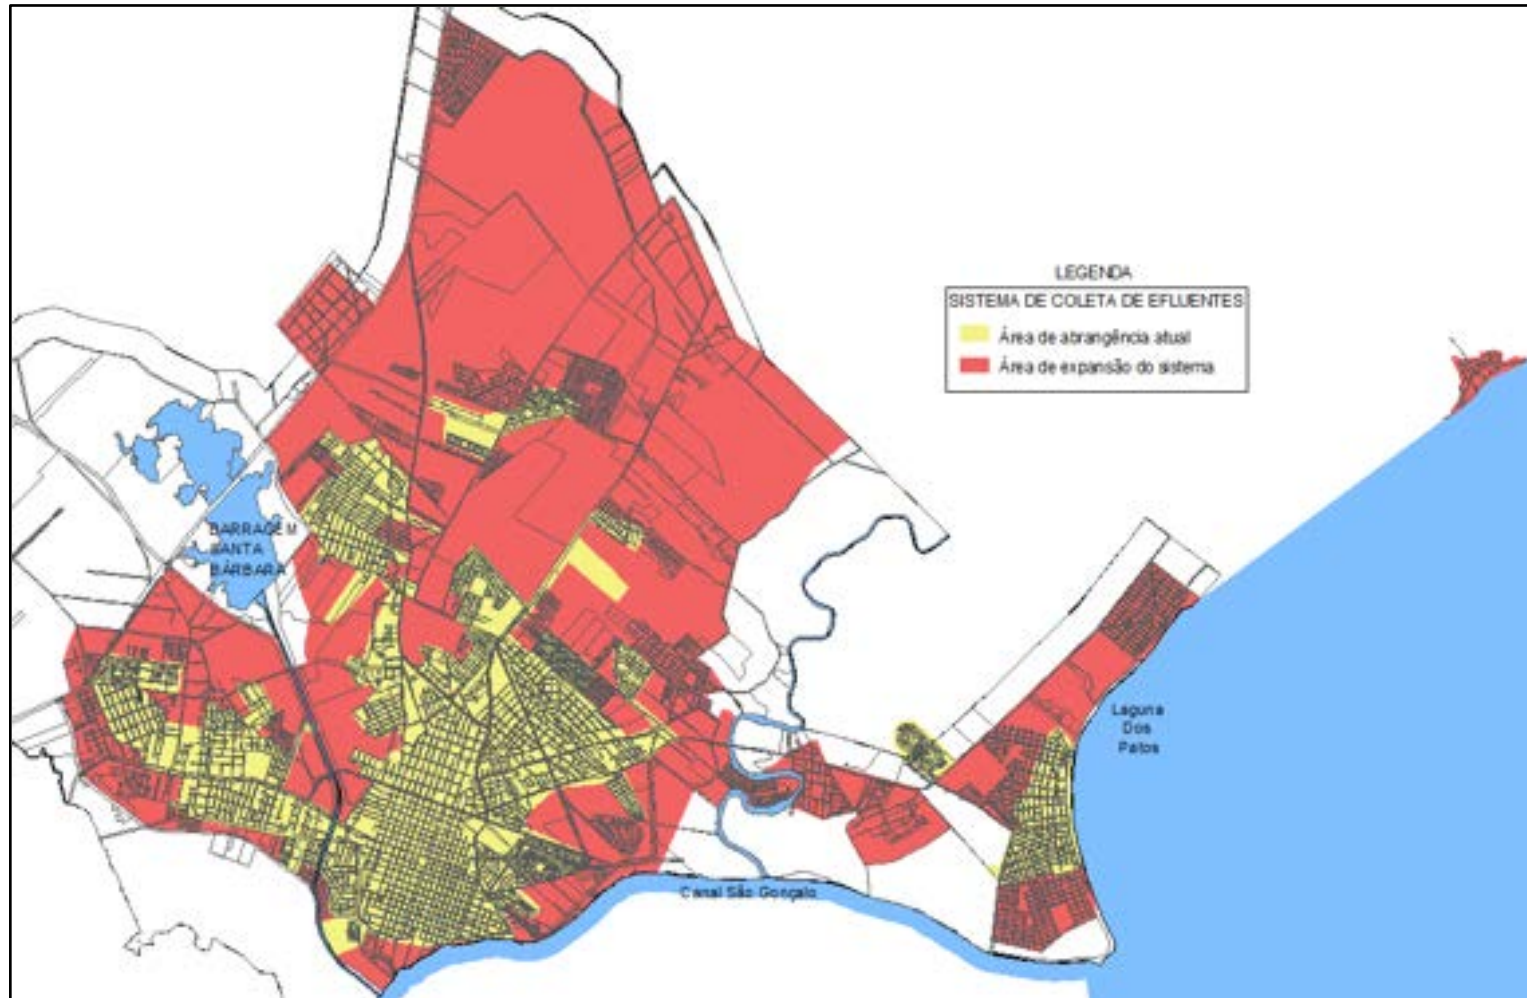 LEGENDA
SISTEMA DE COLETA DE EFLUENTES
Área de abrangência atual
Área de expansão do sistema
BARRAGEM
SANTA
BÁRBARA
Laguna
Dos
Patos
Canal São Gonçalo